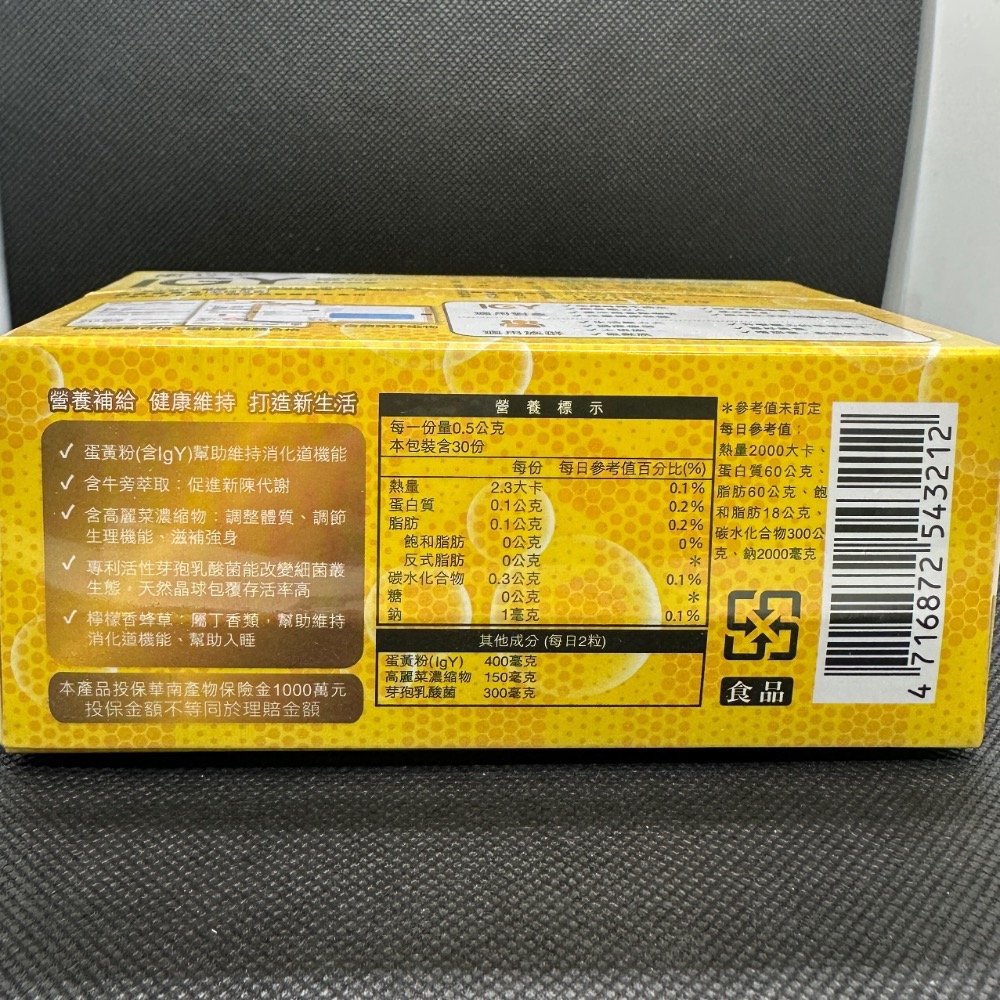 IGY
IGY
適用族群
營養補給 健康維持 打造新生活
✓ 蛋黃粉(含IgY)幫助維持消化道機能
✓ 含牛旁萃取：促進新陳代謝
✓ 含高麗菜濃縮物：調整體質、調節
生理機能、滋補強身
✓ 專利活性芽孢乳酸菌能改變細菌叢
生態，天然晶球包覆存活率高
✓ 檸檬香蜂草：屬丁香類，幫助維持
消化道機能、幫助入睡
本產品投保華南產物保險金1000萬元
投保金額不等同於理賠金額
營養標示
每一份量0.5公克
本包裝含30份
每份 每日參考值百分比(%)
熱量 2.3大卡 0.1%
蛋白質 0.1公克 0.2%
脂肪 0.1公克 0.2%
飽和脂肪 0公克 0%
反式脂肪 0公克 *
碳水化合物 0.3公克 0.1%
糖 0公克 *
鈉 1毫克 0.1%
其他成分 (每日2粒)
蛋黃粉(IgY) 400毫克
高麗菜濃縮物 150毫克
芽孢乳酸菌 300毫克
*參考值未訂定
每日參考值：
熱量2000大卡、
蛋白質60公克、
脂肪60公克、飽
和脂肪18公克、
碳水化合物300公
克、鈉2000毫克
食品
4 716872 543212